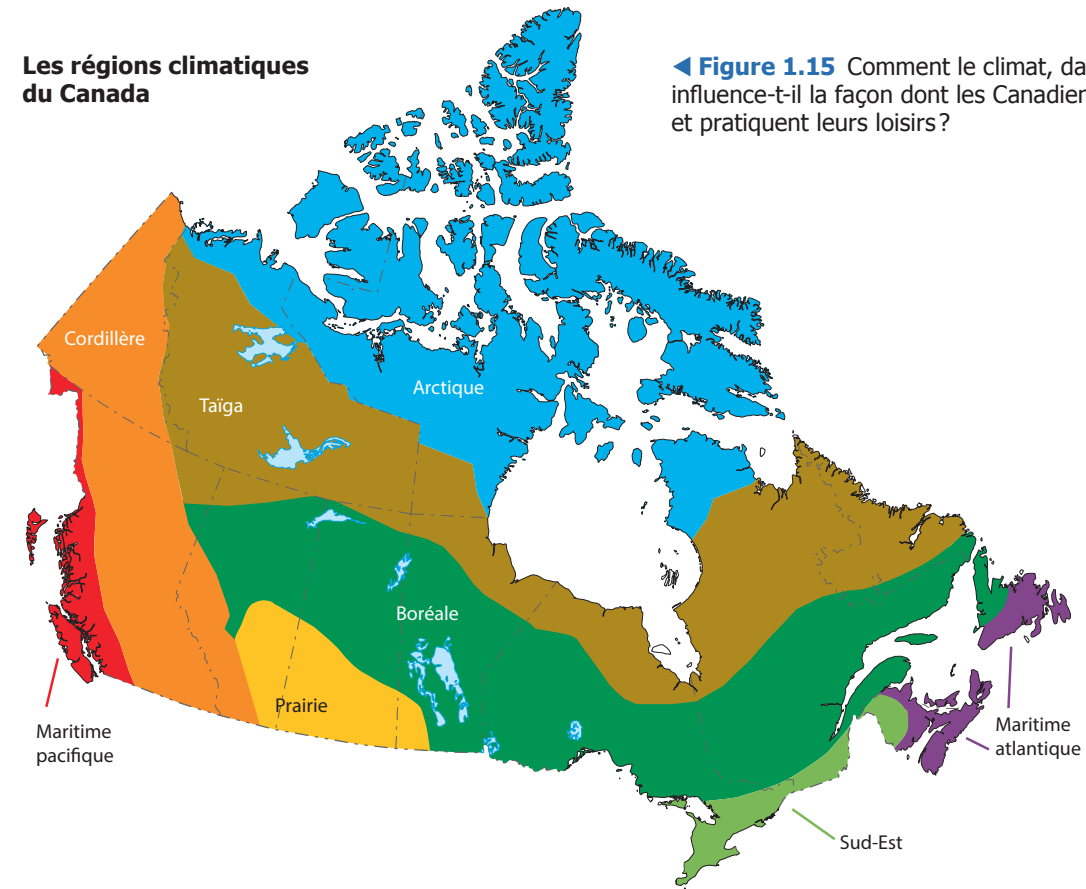 Les régions climatiques
du Canada
◀ Figure 1.15 Comment le climat, da
influence-t-il la façon dont les Canadier
et pratiquent leurs loisirs ?
Cordillère
Taïga
Arctique
Boréale
Prairie
Maritime
pacifique
Maritime
atlantique
Sud-Est